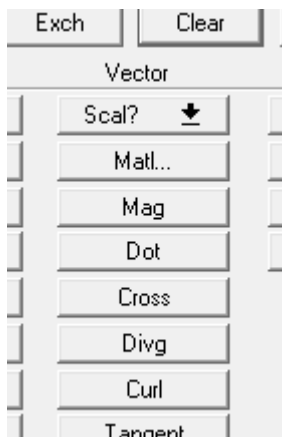 Exch Clear
Vector
Scal?
Matl...
Mag
Dot
Cross
Divg
Curl
Tangent